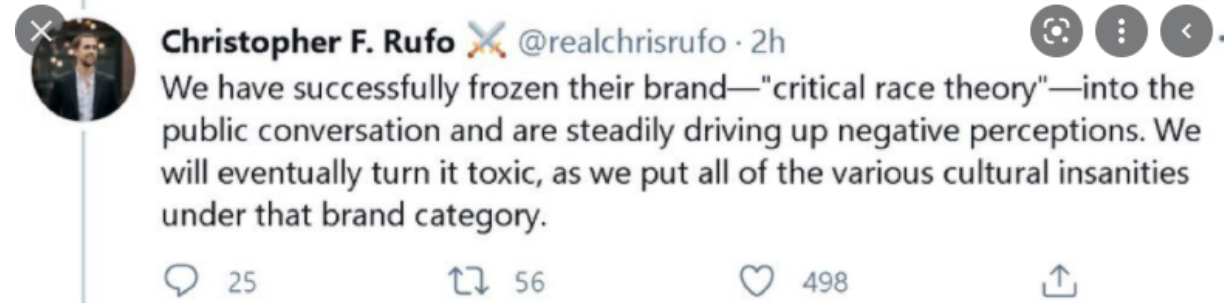 Christopher F. Rufo ⚔️ @realchrisrufo · 2h
We have successfully frozen their brand—"critical race theory"—into the
public conversation and are steadily driving up negative perceptions. We
will eventually turn it toxic, as we put all of the various cultural insanities
under that brand category.
25 56 498